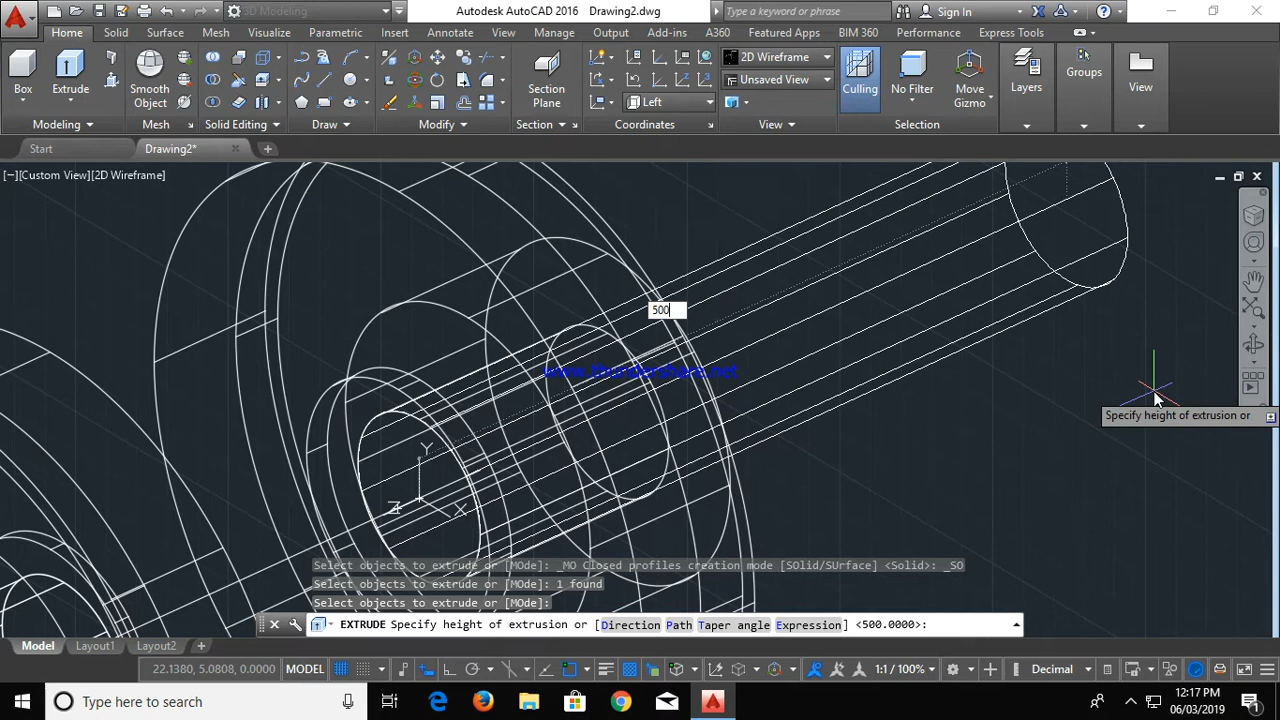 3D Modeling
Autodesk AutoCAD 2016 Drawing2.dwg
Type a keyword or phrase
Sign In
Home Solid Surface Mesh Visualize Parametric Insert Annotate View Manage Output Add-ins A360 Featured Apps BIM 360 Performance Express Tools
Box
Extrude
Smooth
Object
Section
Plane
2D Wireframe
Unsaved View
Left
Culling
No Filter
Move
Gizmo
Layers
Groups
View
Modeling Mesh Solid Editing Draw Modify Section Coordinates View Selection
Start Drawing2*
[−][Custom View][2D Wireframe]
500
www.thundershare.net
Specify height of extrusion or
Y
Z
X
Select objects to extrude or [MOde]: _MO Closed profiles creation mode [SOlid/SUrface] <Solid>: _SO
Select objects to extrude or [MOde]: 1 found
Select objects to extrude or [MOde]:
EXTRUDE Specify height of extrusion or [Direction Path Taper angle Expression] <500.0000>:
Model Layout1 Layout2
22.1380, 5.0808, 0.0000 MODEL 1:1 / 100% Decimal
Type here to search
12:17 PM
06/03/2019